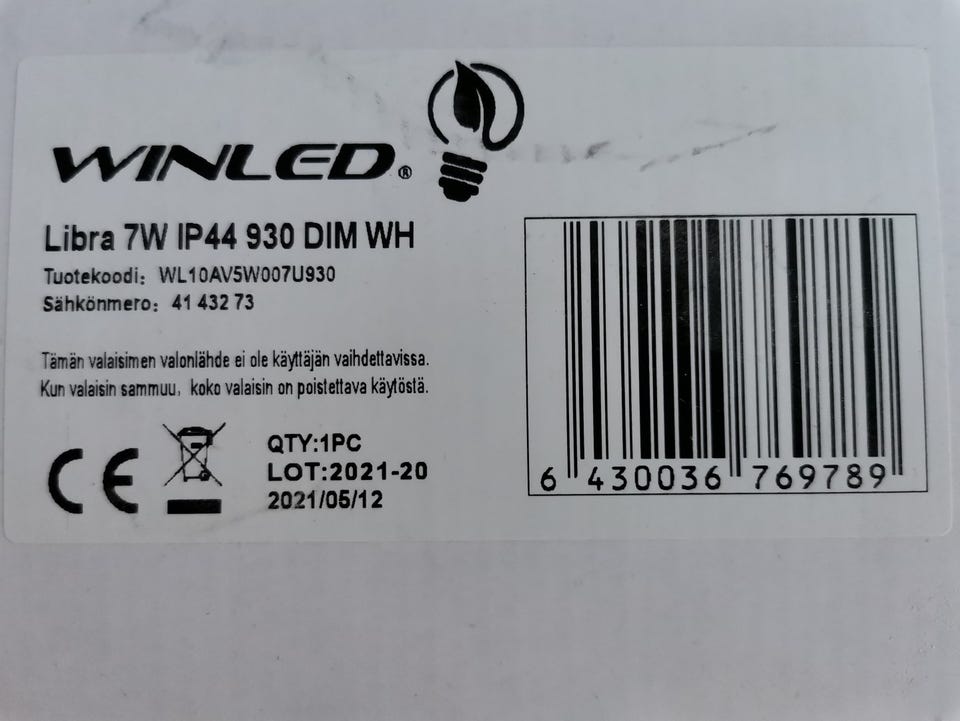 WINLED®
Libra 7W IP44 930 DIM WH
Tuotekoodi: WL10AV5W007U930
Sähkönmero: 41 432 73
Tämän valaisimen valonlähde ei ole käyttäjän vaihdettavissa.
Kun valaisin sammuu, koko valaisin on poistettava käytöstä.
CE
QTY:1PC
LOT:2021-20
2021/05/12
6 430036 769789